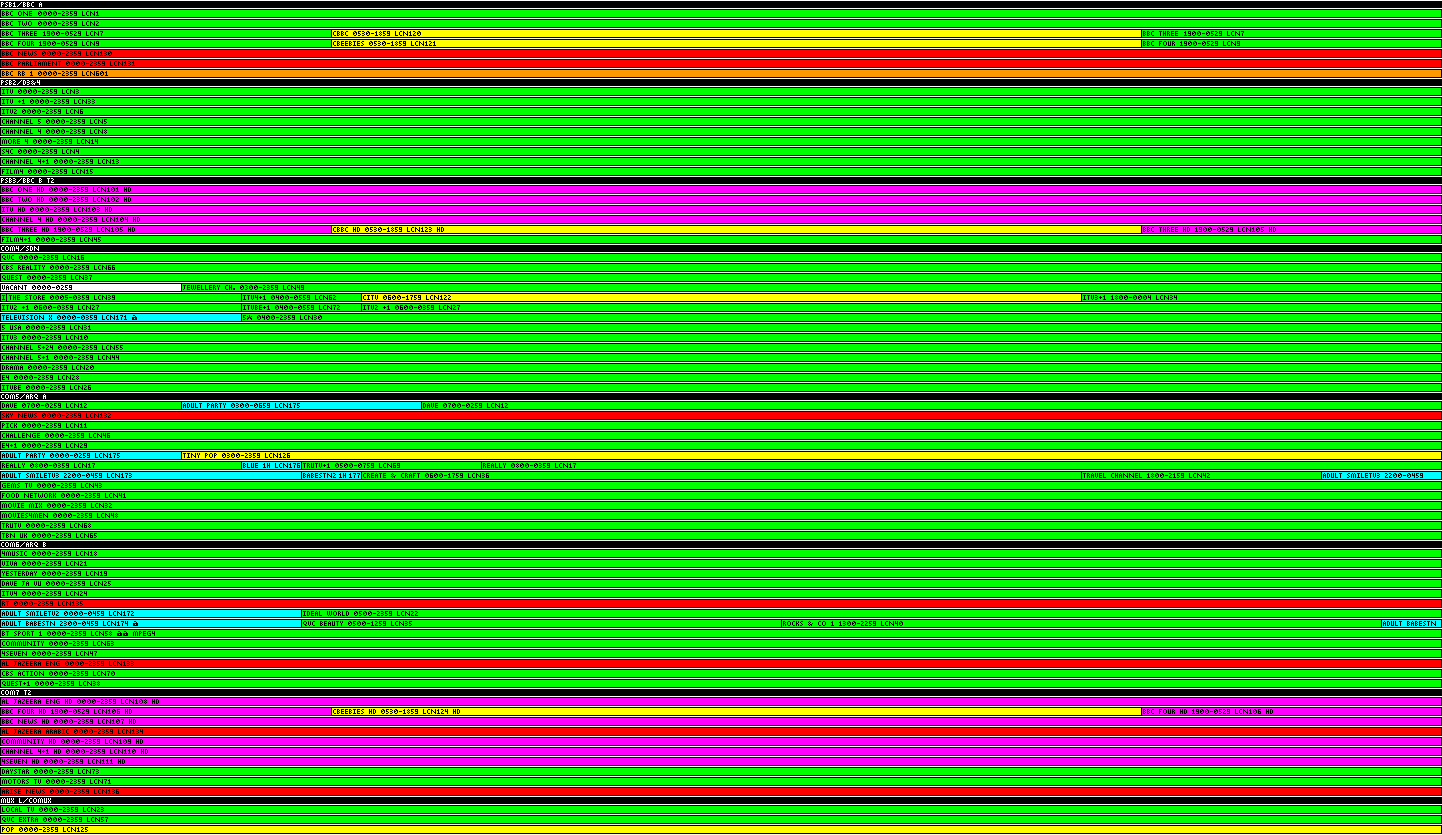 PSB1/BBC A
BBC ONE 0000-2359 LCN1
BBC TWO 0000-2359 LCN2
BBC THREE 1900-0529 LCN7 CBBC 0530-1859 LCN120 BBC THREE 1900-0529 LCN7
BBC FOUR 1900-0529 LCN9 CBEEBIES 0530-1859 LCN121 BBC FOUR 1900-0529 LCN9
BBC NEWS 0000-2359 LCN130
BBC PARLIAMENT 0000-2359 LCN131
BBC RB 1 0000-2359 LCN601
PSB2/D3&4
ITV 0000-2359 LCN3
ITV +1 0000-2359 LCN33
ITV2 0000-2359 LCN6
CHANNEL 5 0000-2359 LCN5
CHANNEL 4 0000-2359 LCN8
MORE 4 0000-2359 LCN14
S4C 0000-2359 LCN4
CHANNEL 4+1 0000-2359 LCN13
FILM4 0000-2359 LCN15
PSB3/BBC B T2
BBC ONE HD 0000-2359 LCN101 HD
BBC TWO HD 0000-2359 LCN102 HD
ITV HD 0000-2359 LCN103 HD
CHANNEL 4 HD 0000-2359 LCN104 HD
BBC THREE HD 1900-0529 LCN105 HD CBBC HD 0530-1859 LCN123 HD BBC THREE HD 1900-0529 LCN105 HD
FILM4+1 0000-2359 LCN45
COM4/SDN
QVC 0000-2359 LCN16
CBS REALITY 0000-2359 LCN66
QUEST 0000-2359 LCN37
VACANT 0000-0259 JEWELLERY CH. 0300-2359 LCN49
I THE STORE 0005-0359 LCN39 ITV4+1 0400-0559 LCN62 CITV 0600-1759 LCN122 ITV3+1 1800-0004 LCN34
ITV2 +1 0600-0359 LCN27 ITVBE+1 0400-0559 LCN72 ITV2 +1 0600-0359 LCN27
TELEVISION X 0000-0359 LCN171 0400-2359 LCN30
5 USA 0000-2359 LCN31
ITV3 0000-2359 LCN10
CHANNEL 5+24 0000-2359 LCN55
CHANNEL 5+1 0000-2359 LCN44
DRAMA 0000-2359 LCN20
E4 0000-2359 LCN28
ITVBE 0000-2359 LCN26
COM5/ARQ A
DAVE 0700-0259 LCN12 ADULT PARTY 0300-0659 LCN175 DAVE 0700-0259 LCN12
SKY NEWS 0000-2359 LCN132
PICK 0000-2359 LCN11
CHALLENGE 0000-2359 LCN46
E4+1 0000-2359 LCN29
ADULT PARTY 0000-0259 LCN175 TINY POP 0300-2359 LCN126
REALLY 0800-0359 LCN17 BLUE 1H LCN176 TRUTV+1 0500-0759 LCN69 REALLY 0800-0359 LCN17
ADULT SMILETV3 2200-0459 LCN173 BABESTN2 1H 177 CREATE & CRAFT 0600-1759 LCN36 TRAVEL CHANNEL 1800-2159 LCN42 ADULT SMILETV3 2200-0459
GEMS TV 0000-2359 LCN43
FOOD NETWORK 0000-2359 LCN41
MOVIE MIX 0000-2359 LCN32
MOVIES4MEN 0000-2359 LCN48
TRUTV 0000-2359 LCN68
TBN UK 0000-2359 LCN65
COM6/ARQ B
4MUSIC 0000-2359 LCN18
VIVA 0000-2359 LCN21
YESTERDAY 0000-2359 LCN19
DAVE JA VU 0000-2359 LCN25
ITV4 0000-2359 LCN24
RT 0000-2359 LCN135
ADULT SMILETV2 0000-0459 LCN172 IDEAL WORLD 0500-2359 LCN22
ADULT BABESTN 2300-0459 LCN174 QVC BEAUTY 0500-1259 LCN35 ROCKS & CO 1 1300-2259 LCN40 ADULT BABESTN
BT SPORT 1 0000-2359 LCN58 MPEG4
COMMUNITY 0000-2359 LCN63
4SEVEN 0000-2359 LCN47
AL JAZEERA ENG 0000-2359 LCN133
CBS ACTION 0000-2359 LCN70
QUEST+1 0000-2359 LCN38
COM7 T2
AL JAZEERA ENG HD 0000-2359 LCN108 HD
BBC FOUR HD 1900-0529 LCN106 HD CBEEBIES HD 0530-1859 LCN124 HD BBC FOUR HD 1900-0529 LCN106 HD
BBC NEWS HD 0000-2359 LCN107 HD
AL JAZEERA ARABIC 0000-2359 LCN134
COMMUNITY HD 0000-2359 LCN109 HD
CHANNEL 4+1 HD 0000-2359 LCN110 HD
4SEVEN HD 0000-2359 LCN111 HD
DAYSTAR 0000-2359 LCN73
MOTORS TV 0000-2359 LCN71
ARISE NEWS 0000-2359 LCN136
MUX L/COMUX
LOCAL TV 0000-2359 LCN23
QVC EXTRA 0000-2359 LCN57
POP 0000-2359 LCN125